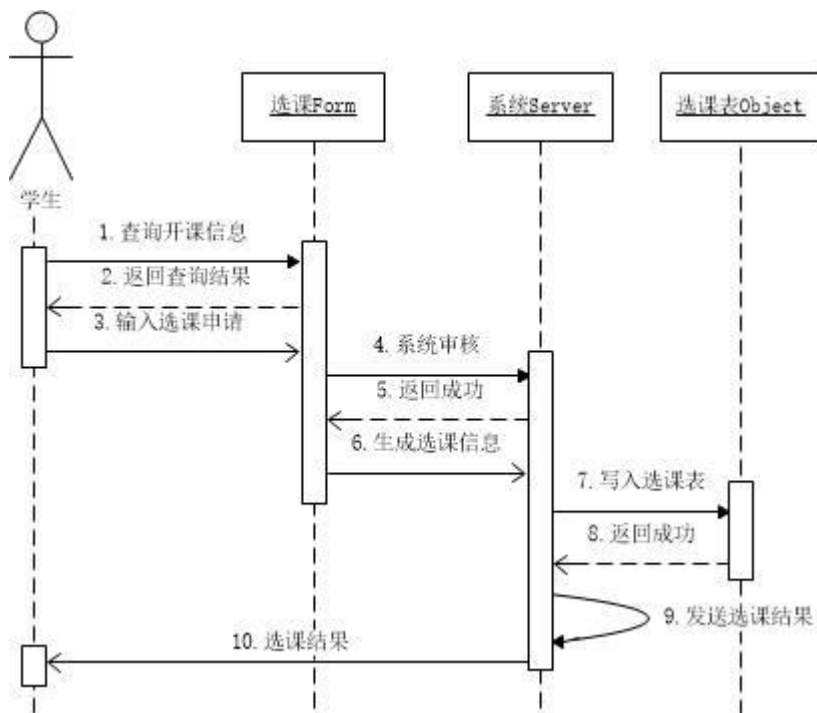 选课Form
系统Server
选课表Object
学生
1. 查询开课信息
2. 返回查询结果
3. 输入选课申请
4. 系统审核
5. 返回成功
6. 生成选课信息
7. 写入选课表
8. 返回成功
9. 发送选课结果
10. 选课结果